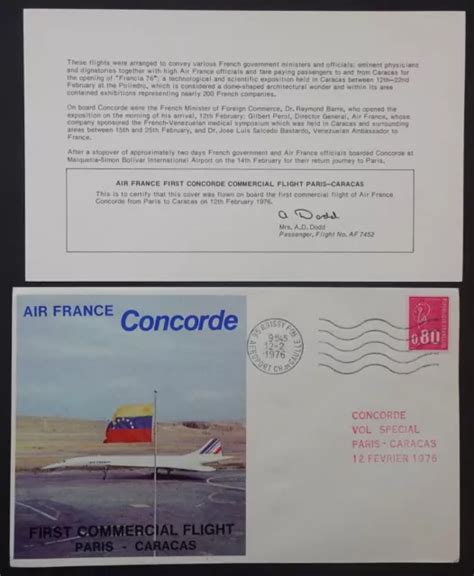 These flights were arranged to convey various French government ministers and officials; eminent physicians
and dignatories together with high Air France officials and fare paying passengers to and from Caracas for
the opening of "Francia 76"; a technological and scientific exposition held in Caracas between 12th—22nd
February at the Poliedro, which is considered a dome-shaped architectural wonder and within its area
contained exhibitions representing nearly 200 French companies.
On board Concorde were the French Minister of Foreign Commerce, Dr. Raymond Barre, who opened the
exposition on the morning of his arrival, 12th February; Gilbert Perol, Director General, Air France, whose
company sponsored the French-Venezuelan medical symposium which was held in Caracas and surrounding
areas between 15th and 25th February, and Dr. Jose Luis Salcedo Bastardo, Venezuelan Ambassador to
France.
After a stopover of approximately two days French government and Air France officials boarded Concorde at
Maiquetia-Simon Bolivar International Airport on the 14th February for their return journey to Paris.
AIR FRANCE FIRST CONCORDE COMMERCIAL FLIGHT PARIS—CARACAS
This is to certify that this cover was flown on board the first commercial flight of Air France
Concorde from Paris to Caracas on 12th February 1976.
A Dodd
Mrs. A.D. Dodd
Passenger, Flight No. AF 7452
AIR FRANCE
Concorde
95 ROISSY PPAL
12-2
1976
AEROPORT CH. DE GAULLE
0,80
CONCORDE
VOL SPECIAL
PARIS - CARACAS
12 FEVRIER 1976
FIRST COMMERCIAL FLIGHT
PARIS - CARACAS